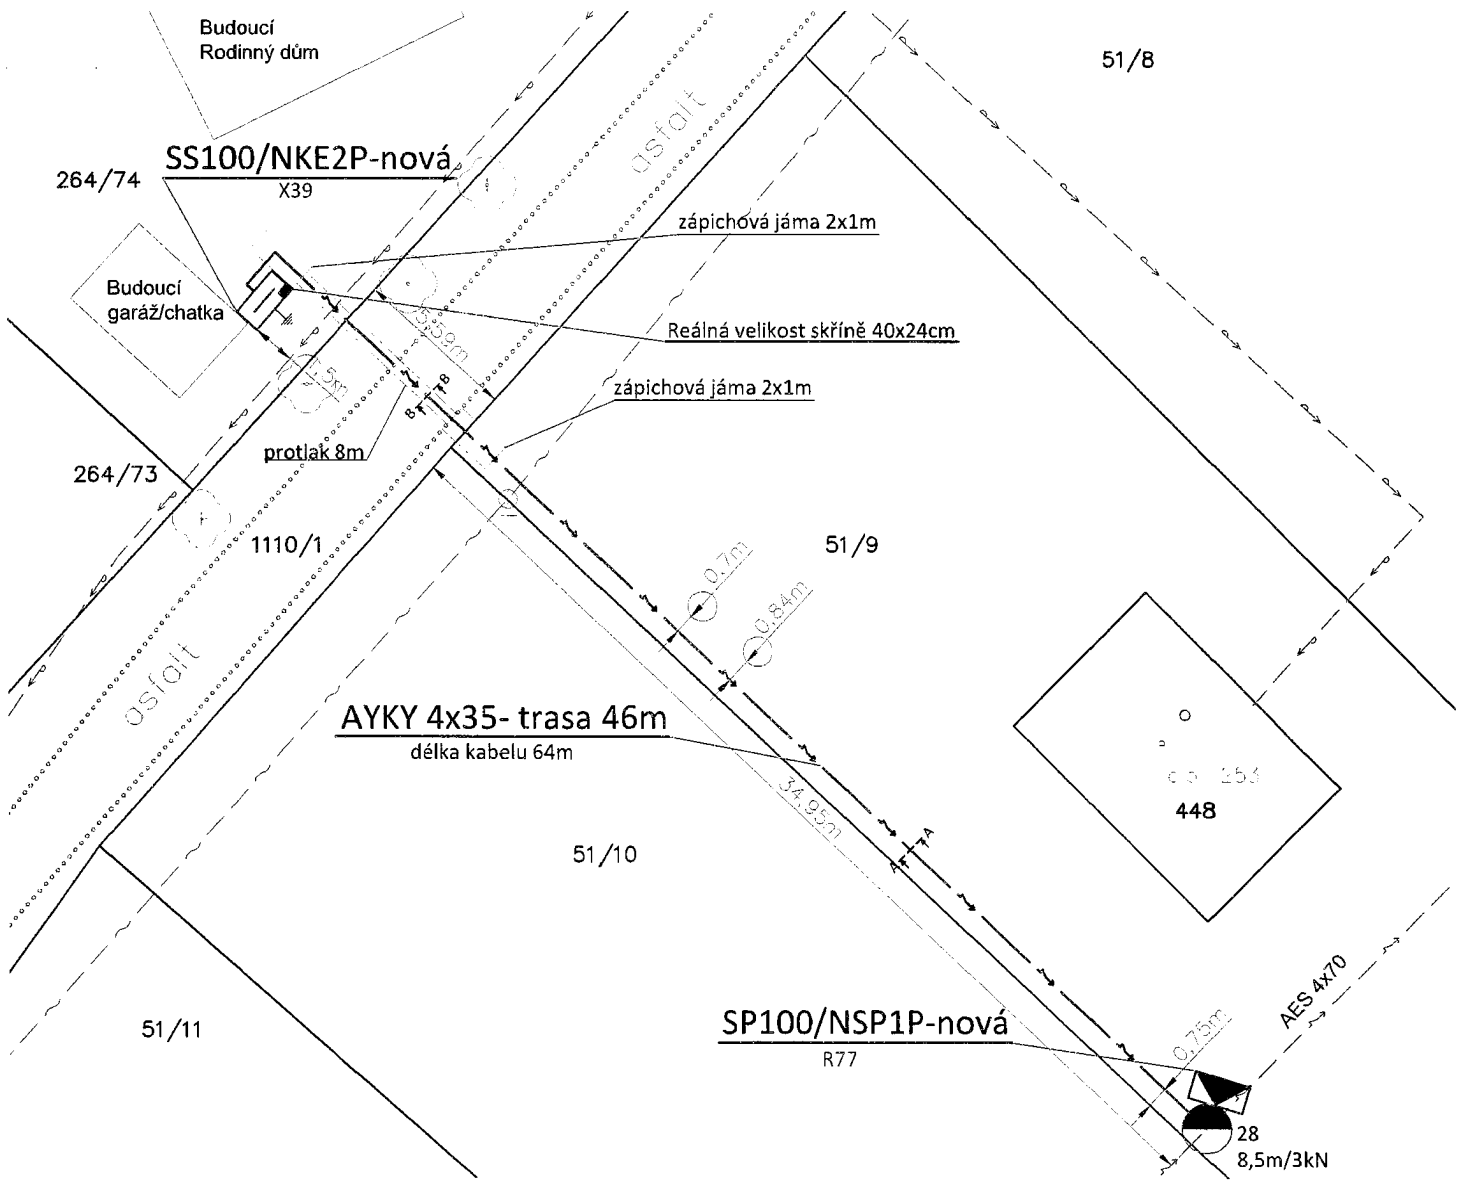 Budoucí
Rodinný dům
51/8
asfalt
SS100/NKE2P-nová
X39
264/74
zápichová jáma 2x1m
Budoucí
garáž/chatka
5,59m
Reálná velikost skříně 40x24cm
zápichová jáma 2x1m
B
B
protlak 8m
264/73
1110/1
51/9
0,7m
0,84m
asfalt
AYKY 4x35- trasa 46m
délka kabelu 64m
34,95m
253
448
A
A
51/10
AES 4x70
51/11
SP100/NSP1P-nová
R77
0,75m
28
8,5m/3kN